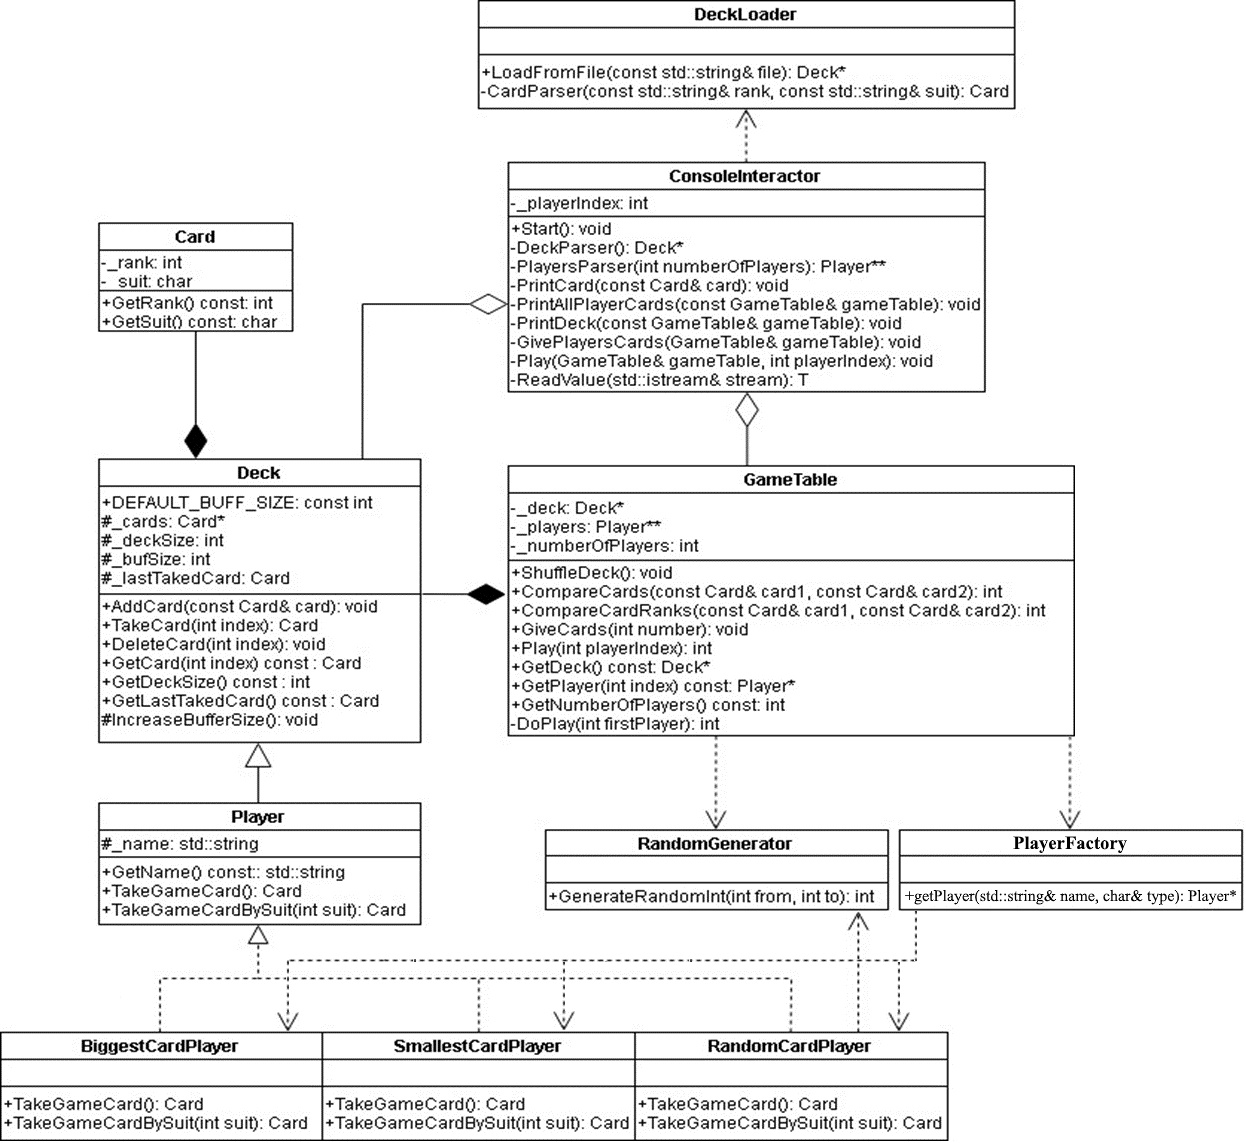 DeckLoader
+LoadFromFile(const std::string& file): Deck*
-CardParser(const std::string& rank, const std::string& suit): Card
ConsoleInteractor
-_playerIndex: int
+Start(): void
-DeckParser(): Deck*
-PlayersParser(int numberOfPlayers): Player**
-PrintCard(const Card& card): void
-PrintAllPlayerCards(const GameTable& gameTable): void
-PrintDeck(const GameTable& gameTable): void
-GivePlayersCards(GameTable& gameTable): void
-Play(GameTable& gameTable, int playerIndex): void
-ReadValue(std::istream& stream): T
Card
-_rank: int
-_suit: char
+GetRank() const: int
+GetSuit() const: char
Deck
+DEFAULT_BUFF_SIZE: const int
#_cards: Card*
#_deckSize: int
#_bufSize: int
#_lastTakedCard: Card
+AddCard(const Card& card): void
+TakeCard(int index): Card
+DeleteCard(int index): void
+GetCard(int index) const : Card
+GetDeckSize() const : int
+GetLastTakedCard() const : Card
#IncreaseBufferSize(): void
GameTable
-_deck: Deck*
-_players: Player**
-_numberOfPlayers: int
+ShuffleDeck(): void
+CompareCards(const Card& card1, const Card& card2): int
+CompareCardRanks(const Card& card1, const Card& card2): int
+GiveCards(int number): void
+Play(int playerIndex): int
+GetDeck() const: Deck*
+GetPlayer(int index) const: Player*
+GetNumberOfPlayers() const: int
-DoPlay(int firstPlayer): int
Player
#_name: std::string
+GetName() const:: std::string
+TakeGameCard(): Card
+TakeGameCardBySuit(int suit): Card
RandomGenerator
+GenerateRandomInt(int from, int to): int
PlayerFactory
+getPlayer(std::string& name, char& type): Player*
BiggestCardPlayer
+TakeGameCard(): Card
+TakeGameCardBySuit(int suit): Card
SmallestCardPlayer
+TakeGameCard(): Card
+TakeGameCardBySuit(int suit): Card
RandomCardPlayer
+TakeGameCard(): Card
+TakeGameCardBySuit(int suit): Card